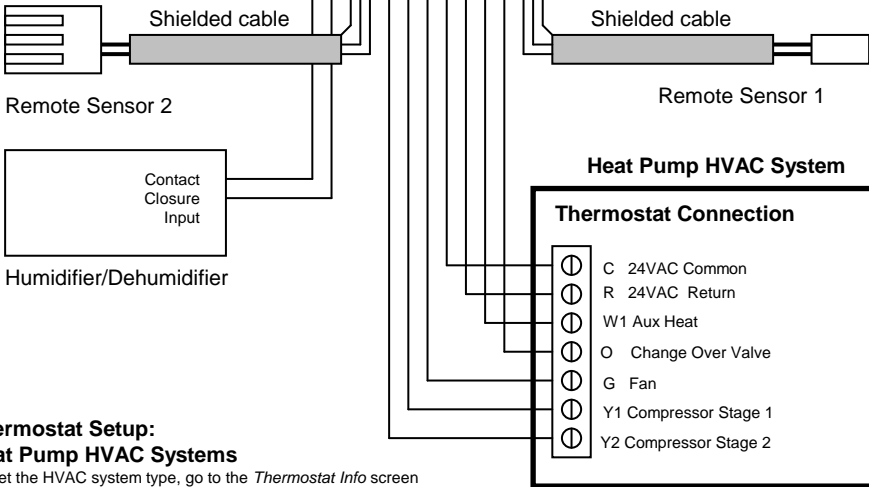 Shielded cable
Shielded cable
Remote Sensor 2
Remote Sensor 1
Contact
Closure
Input
Humidifier/Dehumidifier
Heat Pump HVAC System
Thermostat Connection
C 24VAC Common
R 24VAC Return
W1 Aux Heat
O Change Over Valve
G Fan
Y1 Compressor Stage 1
Y2 Compressor Stage 2
ermostat Setup:
at Pump HVAC Systems
et the HVAC system type, go to the Thermostat Info screen